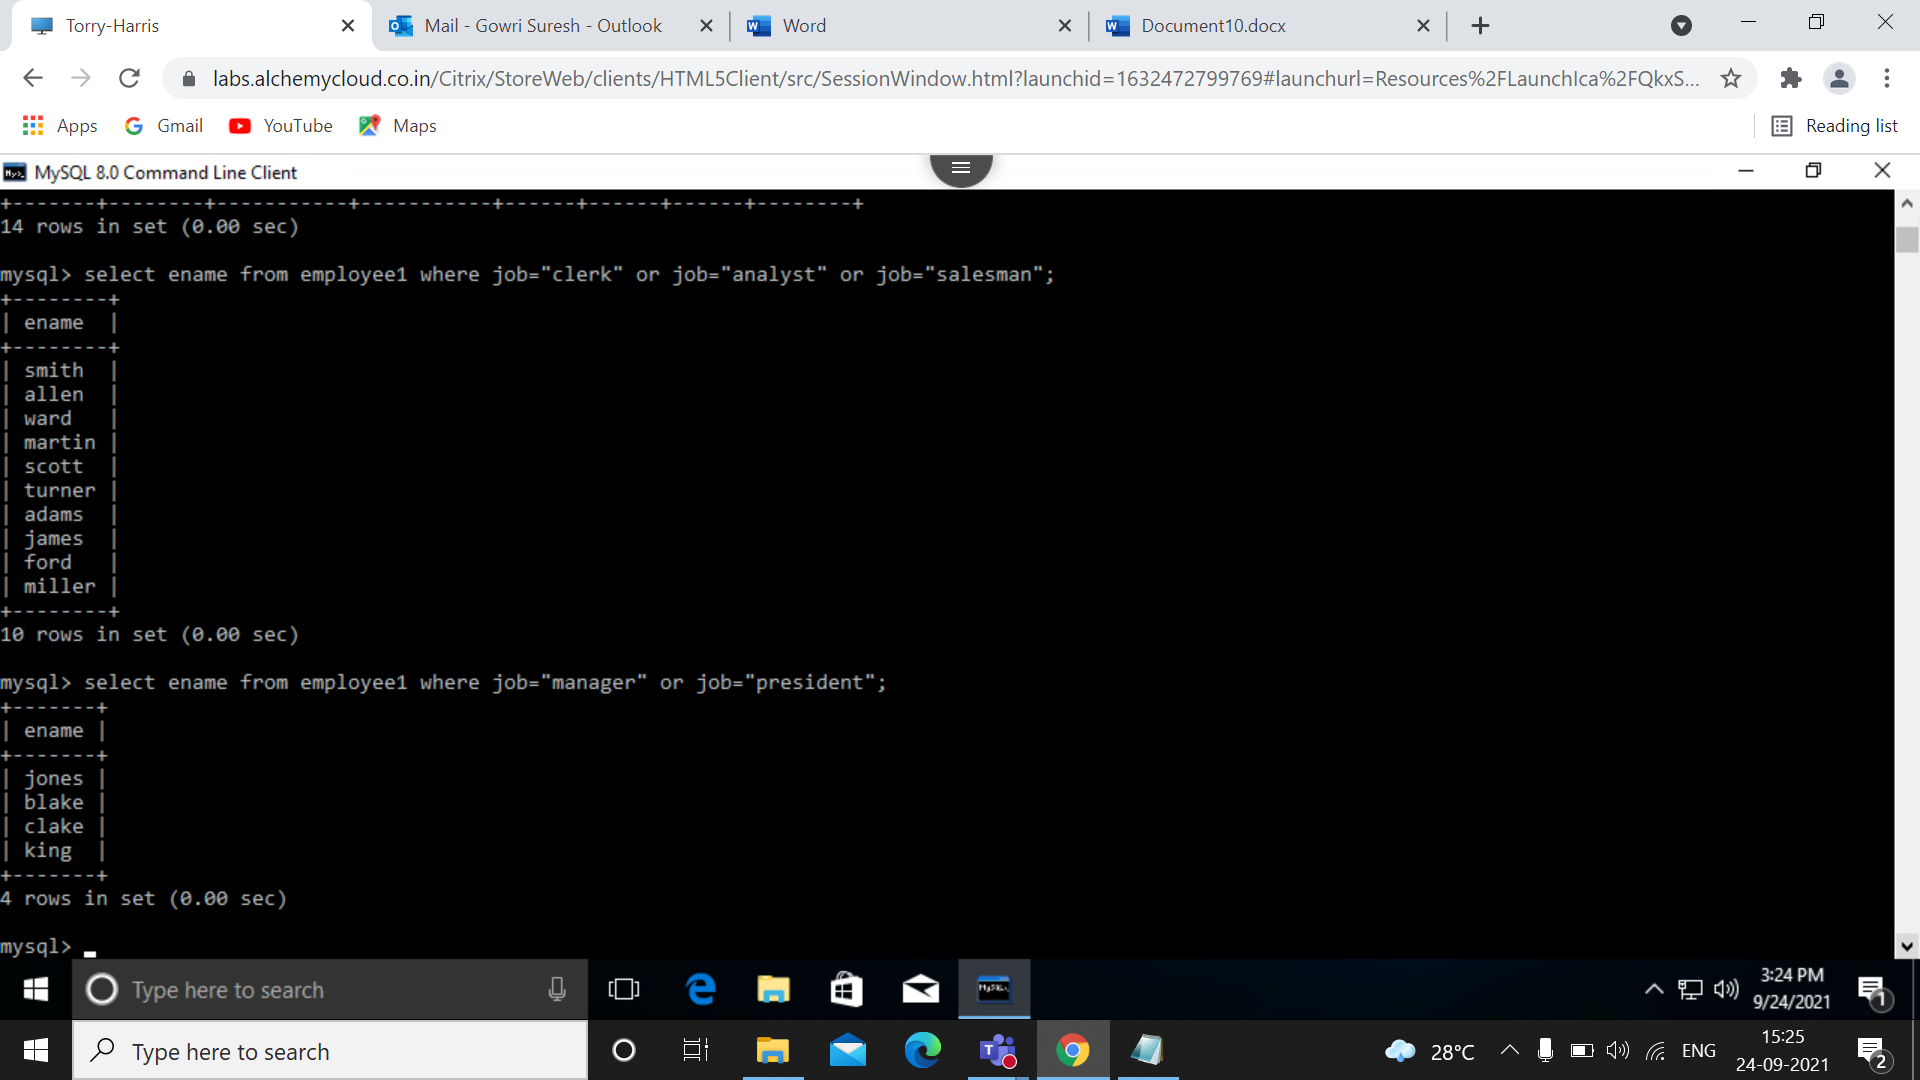 Torry-Harris
Mail - Gowri Suresh - Outlook
Word
Document10.docx
labs.alchemycloud.co.in/Citrix/StoreWeb/clients/HTML5Client/src/SessionWindow.html?launchid=1632472799769#launchurl=Resources%2FLaunchIca%2FQkxS...
Apps
Gmail
YouTube
Maps
Reading list
MySQL 8.0 Command Line Client
+-------+--------+-----------+-----------+------+------+------+--------+
14 rows in set (0.00 sec)
mysql> select ename from employee1 where job="clerk" or job="analyst" or job="salesman";
+--------+
| ename  |
+--------+
| smith  |
| allen  |
| ward   |
| martin |
| scott  |
| turner |
| adams  |
| james  |
| ford   |
| miller |
+--------+
10 rows in set (0.00 sec)
mysql> select ename from employee1 where job="manager" or job="president";
+-------+
| ename |
+-------+
| jones |
| blake |
| clake |
| king  |
+-------+
4 rows in set (0.00 sec)
mysql> _
Type here to search
3:24 PM
9/24/2021
1
Type here to search
28°C
ENG
15:25
24-09-2021
2